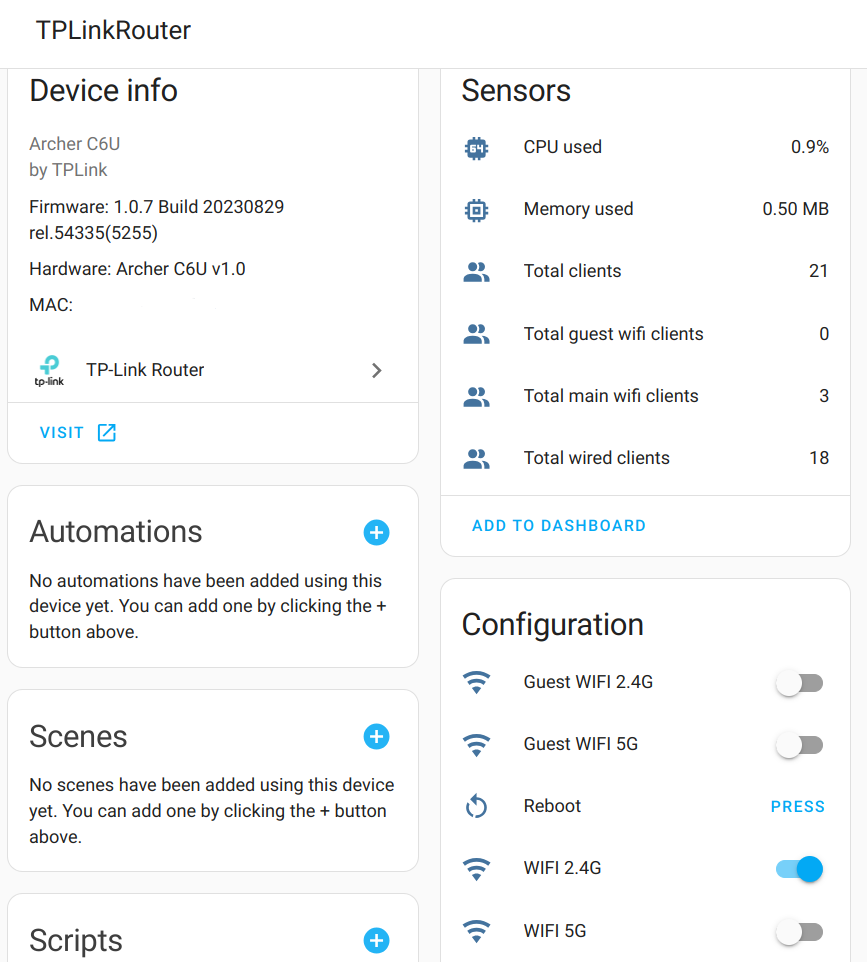 TPLinkRouter
Device info
Archer C6U
by TPLink
Firmware: 1.0.7 Build 20230829
rel.54335(5255)
Hardware: Archer C6U v1.0
MAC:
tp-link
TP-Link Router
VISIT
Automations
No automations have been added using this
device yet. You can add one by clicking the +
button above.
Scenes
No scenes have been added using this device
yet. You can add one by clicking the + button
above.
Scripts
Sensors
64
CPU used 0.9%
Memory used 0.50 MB
Total clients 21
Total guest wifi clients 0
Total main wifi clients 3
Total wired clients 18
ADD TO DASHBOARD
Configuration
Guest WIFI 2.4G
Guest WIFI 5G
Reboot PRESS
WIFI 2.4G
WIFI 5G